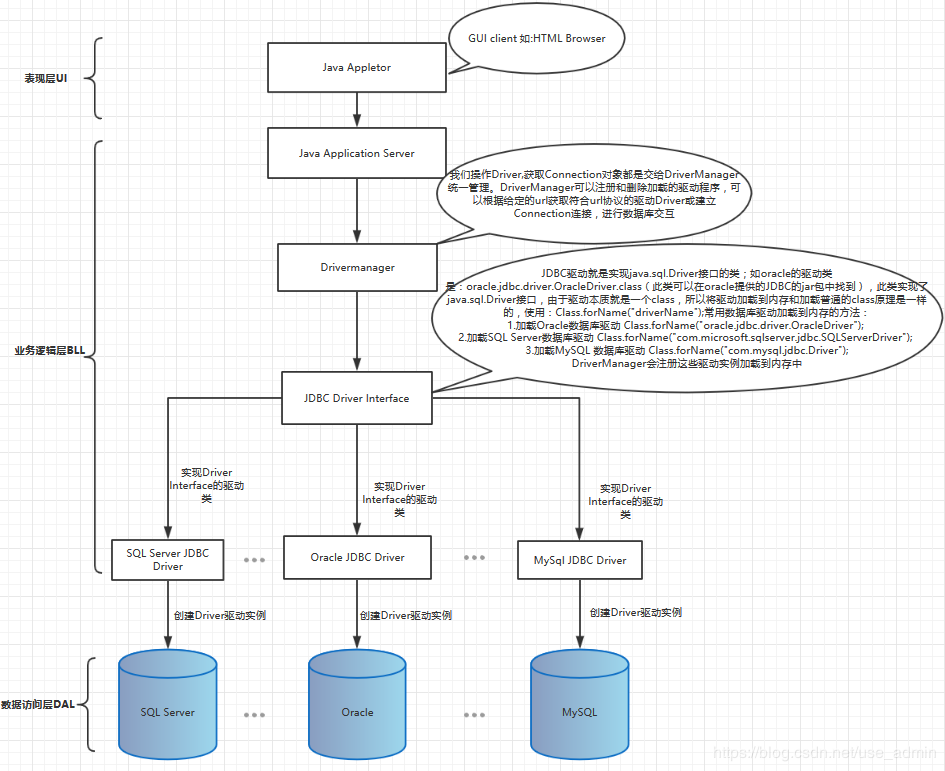 GUI client 如:HTML Browser
Java Appletor
表现层UI
Java Application Server
我们操作Driver,获取Connection对象都是交给DriverManager
统一管理。DriverManager可以注册和删除加载的驱动程序，可
以根据给定的url获取符合url协议的驱动Driver或建立
Connection连接，进行数据库交互
Drivermanager
JDBC驱动就是实现java.sql.Driver接口的类；如oracle的驱动类
是：oracle.jdbc.driver.OracleDriver.class（此类可以在oracle提供的JDBC的jar包中找到），此类实现了
java.sql.Driver接口，由于驱动本质就是一个class，所以将驱动加载到内存和加载普通的class原理是一样
的，使用：Class.forName("driverName");常用数据库驱动加载到内存的方法：
1.加载Oracle数据库驱动 Class.forName("oracle.jdbc.driver.OracleDriver");
2.加载SQL Server数据库驱动 Class.forName("com.microsoft.sqlserver.jdbc.SQLServerDriver");
3.加载MySQL 数据库驱动 Class.forName("com.mysql.jdbc.Driver");
DriverManager会注册这些驱动实例加载到内存中
业务逻辑层BLL
JDBC Driver Interface
实现Driver
Interface的驱动
类
实现Driver
Interface的驱动
类
实现Driver
Interface的驱动
类
SQL Server JDBC
Driver
Oracle JDBC Driver
MySql JDBC Driver
创建Driver驱动实例
创建Driver驱动实例
创建Driver驱动实例
数据访问层DAL
SQL Server
Oracle
MySQL
https://blog.csdn.net/use_admin